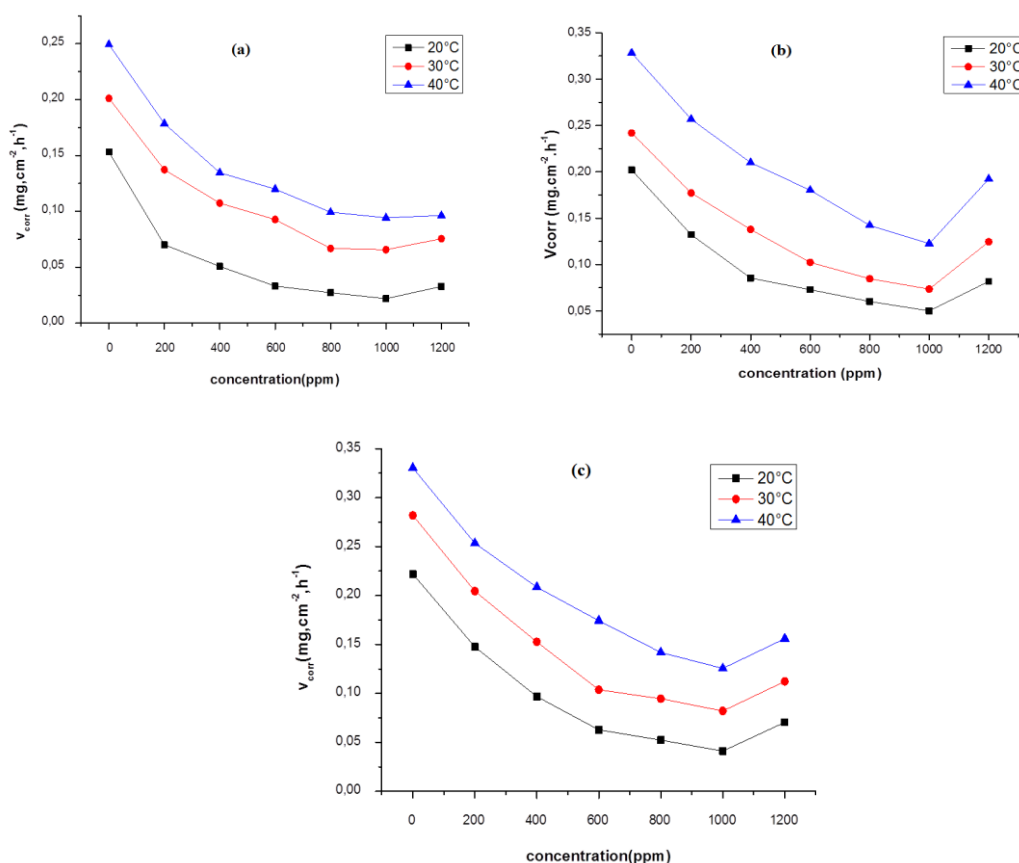 (a)
20°C
30°C
40°C
0,25
0,20
0,15
0,10
0,05
0,00
v_corr (mg,cm⁻²,h⁻¹)
0 200 400 600 800 1000 1200
concentration(ppm)
(b)
20°C
30°C
40°C
0,35
0,30
0,25
0,20
0,15
0,10
0,05
Vcorr (mg.cm⁻².h⁻¹)
0 200 400 600 800 1000 1200
concentration (ppm)
(c)
20°C
30°C
40°C
0,35
0,30
0,25
0,20
0,15
0,10
0,05
0,00
v_corr (mg,cm⁻²,h⁻¹)
0 200 400 600 800 1000 1200
concentration(ppm)